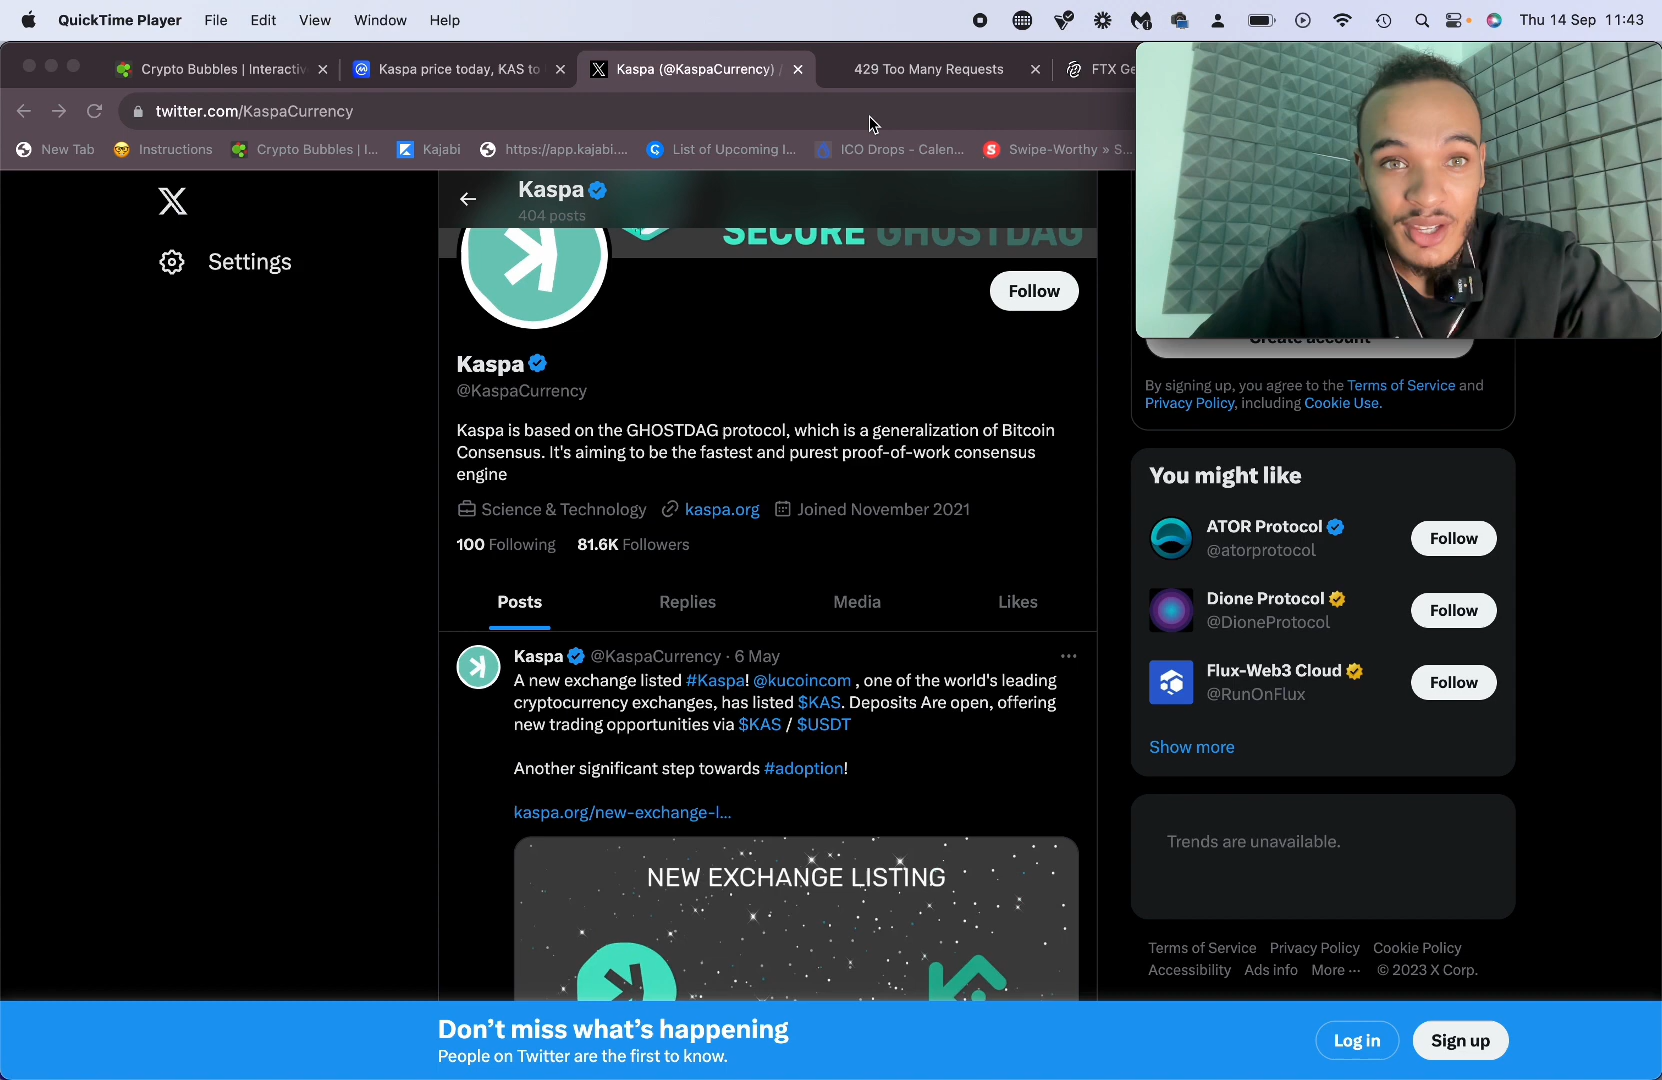 QuickTime Player File Edit View Window Help
Thu 14 Sep 11:43
Crypto Bubbles | Interactiv
Kaspa price today, KAS to
Kaspa (@KaspaCurrency) /
429 Too Many Requests
FTX Ge
twitter.com/KaspaCurrency
New Tab
Instructions
Crypto Bubbles | I...
Kajabi
https://app.kajabi....
List of Upcoming I...
ICO Drops - Calen...
Swipe-Worthy » S...
Settings
Kaspa
404 posts
SECURE GHOSTDAG
Follow
Kaspa
@KaspaCurrency
Kaspa is based on the GHOSTDAG protocol, which is a generalization of Bitcoin
Consensus. It's aiming to be the fastest and purest proof-of-work consensus
engine
Science & Technology kaspa.org Joined November 2021
100 Following 81.6K Followers
Posts Replies Media Likes
Kaspa @KaspaCurrency · 6 May
A new exchange listed #Kaspa! @kucoincom , one of the world's leading
cryptocurrency exchanges, has listed $KAS. Deposits Are open, offering
new trading opportunities via $KAS / $USDT
Another significant step towards #adoption!
kaspa.org/new-exchange-l...
NEW EXCHANGE LISTING
Create account
By signing up, you agree to the Terms of Service and
Privacy Policy, including Cookie Use.
You might like
ATOR Protocol
@atorprotocol
Follow
Dione Protocol
@DioneProtocol
Follow
Flux-Web3 Cloud
@RunOnFlux
Follow
Show more
Trends are unavailable.
Terms of Service Privacy Policy Cookie Policy
Accessibility Ads info More ··· © 2023 X Corp.
Don't miss what's happening
People on Twitter are the first to know.
Log in
Sign up